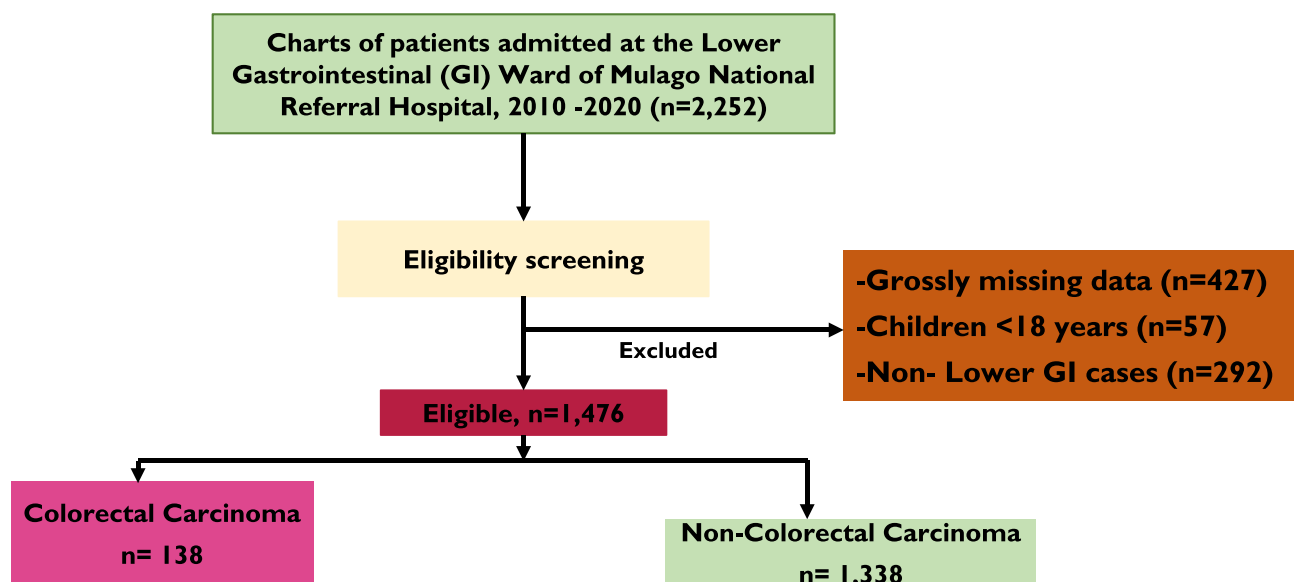 Charts of patients admitted at the Lower
Gastrointestinal (GI) Ward of Mulago National
Referral Hospital, 2010 -2020 (n=2,252)
Eligibility screening
-Grossly missing data (n=427)
-Children <18 years (n=57)
-Non- Lower GI cases (n=292)
Excluded
Eligible, n=1,476
Colorectal Carcinoma
n= 138
Non-Colorectal Carcinoma
n= 1,338